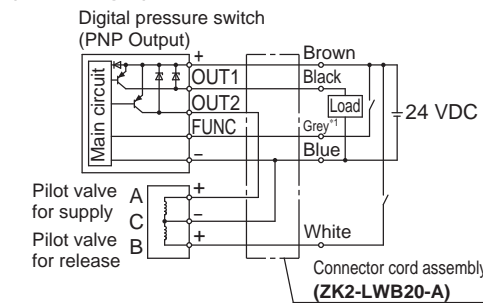 Digital pressure switch
(PNP Output)
Main circuit
+
OUT1
OUT2
FUNC
−
Brown
Black
Load
Grey*1
Blue
24 VDC
Pilot valve
for supply
A
C
B
+
−
+
Pilot valve
for release
White
Connector cord assembly
(ZK2-LWB20-A)